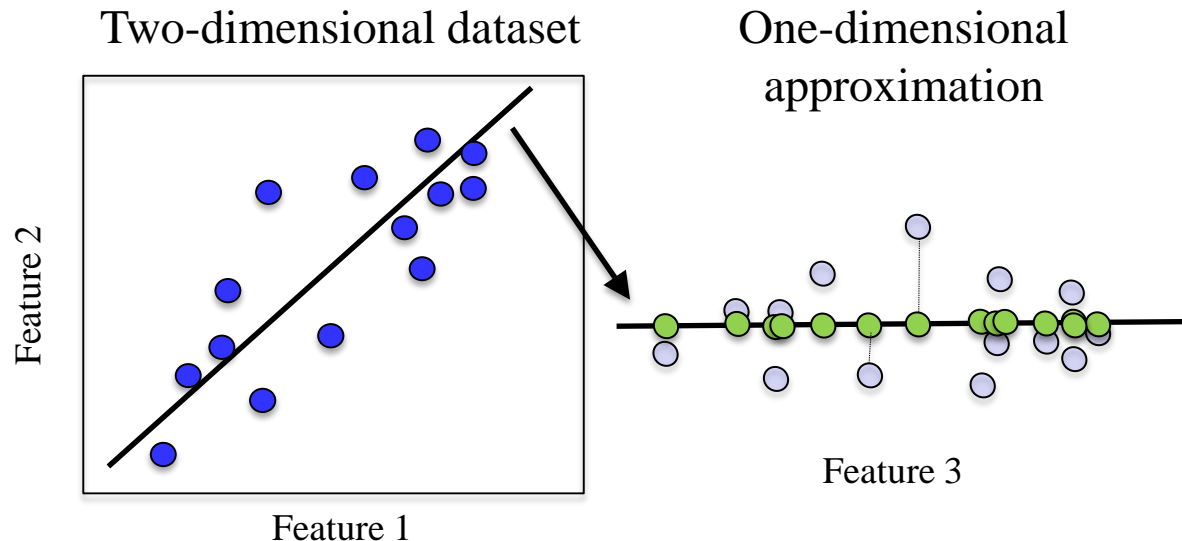 Two-dimensional dataset
One-dimensional
approximation
Feature 2
Feature 1
Feature 3